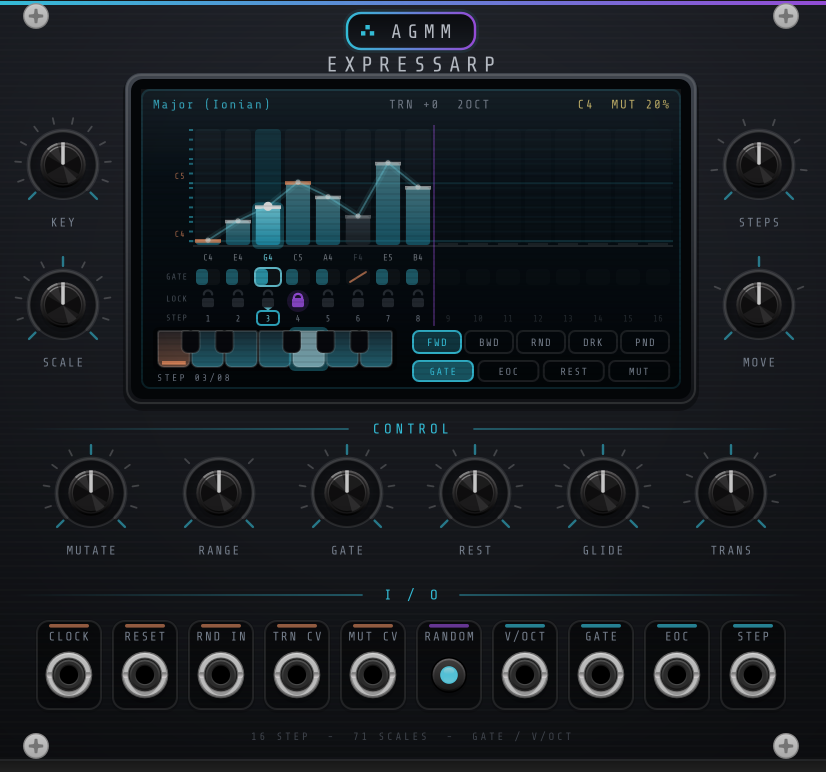 AGMM
EXPRESSARP
Major (Ionian) TRN +0 2OCT C4 MUT 20%
C5
C4
C4 E4 G4 C5 A4 F4 E5 B4
GATE
LOCK
STEP 1 2 3 4 5 6 7 8 9 10 11 12 13 14 15 16
FWD BWD RND DRK PND
GATE EOC REST MUT
STEP 03/08
KEY STEPS
SCALE MOVE
CONTROL
MUTATE RANGE GATE REST GLIDE TRANS
I / O
CLOCK RESET RND IN TRN CV MUT CV RANDOM V/OCT GATE EOC STEP
16 STEP - 71 SCALES - GATE / V/OCT